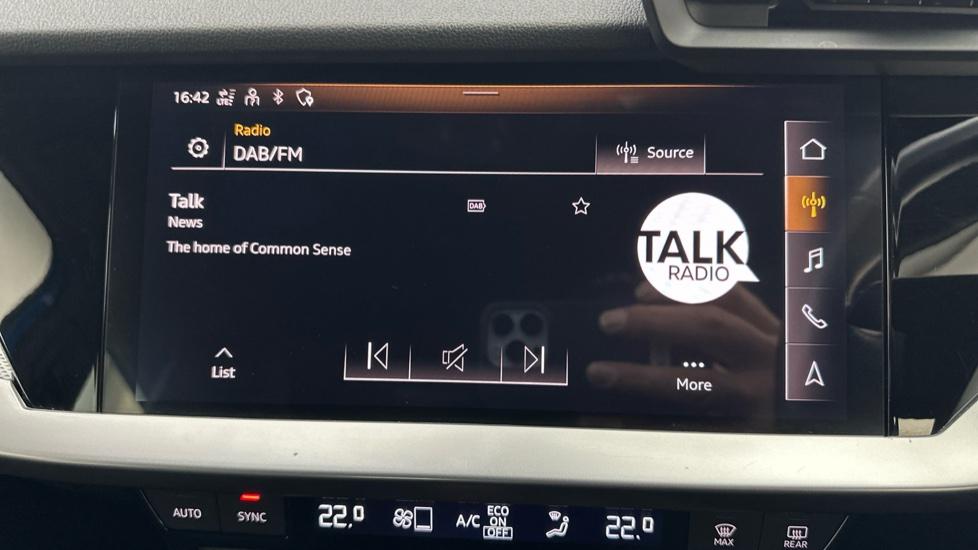 16:42 LTE
Radio
DAB/FM
Source
Talk
DAB
News
The home of Common Sense
TALK
RADIO
List
More
AUTO
SYNC
22.0
A/C
ECO
ON
OFF
22.0
MAX
REAR